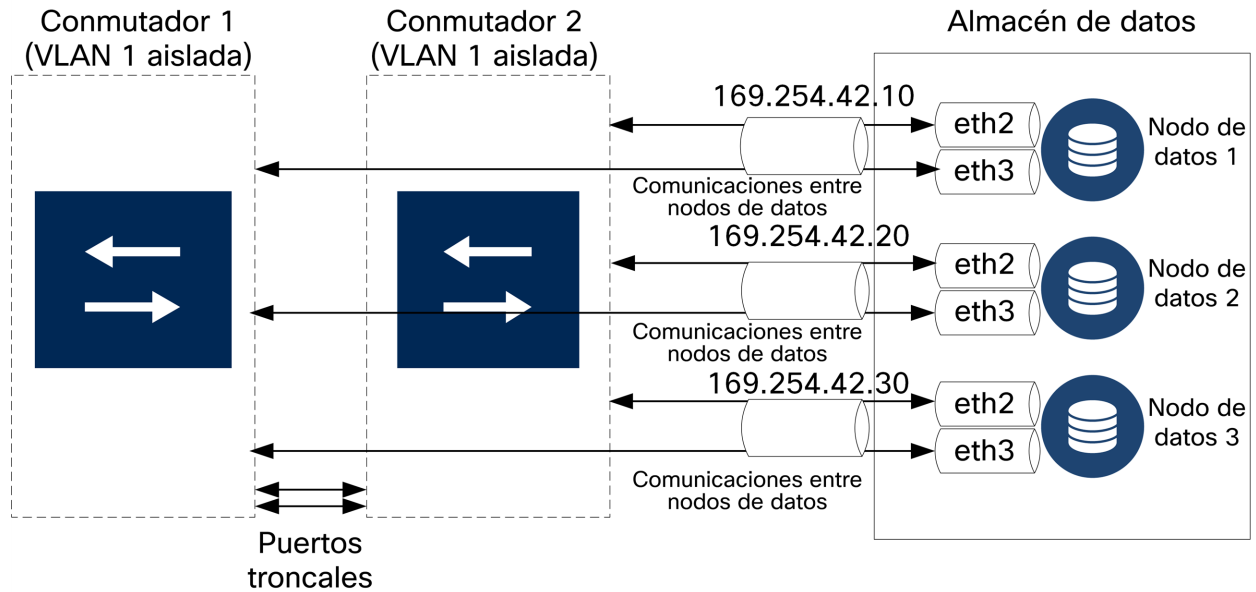 Conmutador 1
(VLAN 1 aislada)
Conmutador 2
(VLAN 1 aislada)
Almacén de datos
169.254.42.10
eth2
eth3
Nodo de
datos 1
Comunicaciones entre
nodos de datos
169.254.42.20
eth2
eth3
Nodo de
datos 2
Comunicaciones entre
nodos de datos
169.254.42.30
eth2
eth3
Nodo de
datos 3
Comunicaciones entre
nodos de datos
Puertos
troncales